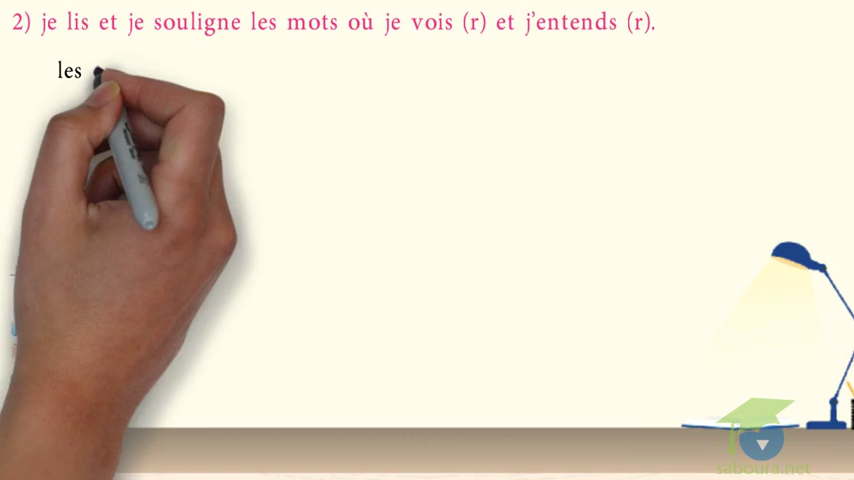 2) je lis et je souligne les mots où je vois (r) et j’entends (r).
les
saboura.net